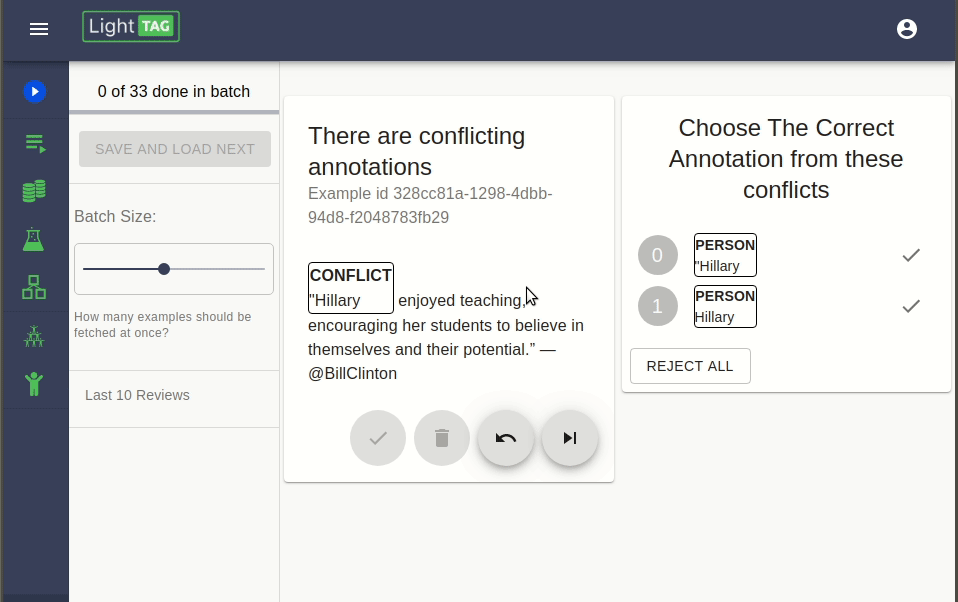 Light TAG
0 of 33 done in batch
SAVE AND LOAD NEXT
Batch Size:
How many examples should be
fetched at once?
Last 10 Reviews
There are conflicting
annotations
Example id 328cc81a-1298-4dbb-
94d8-f2048783fb29
CONFLICT
"Hillary enjoyed teaching,
encouraging her students to believe in
themselves and their potential.” —
@BillClinton
Choose The Correct
Annotation from these
conflicts
0
PERSON
"Hillary
1
PERSON
Hillary
REJECT ALL